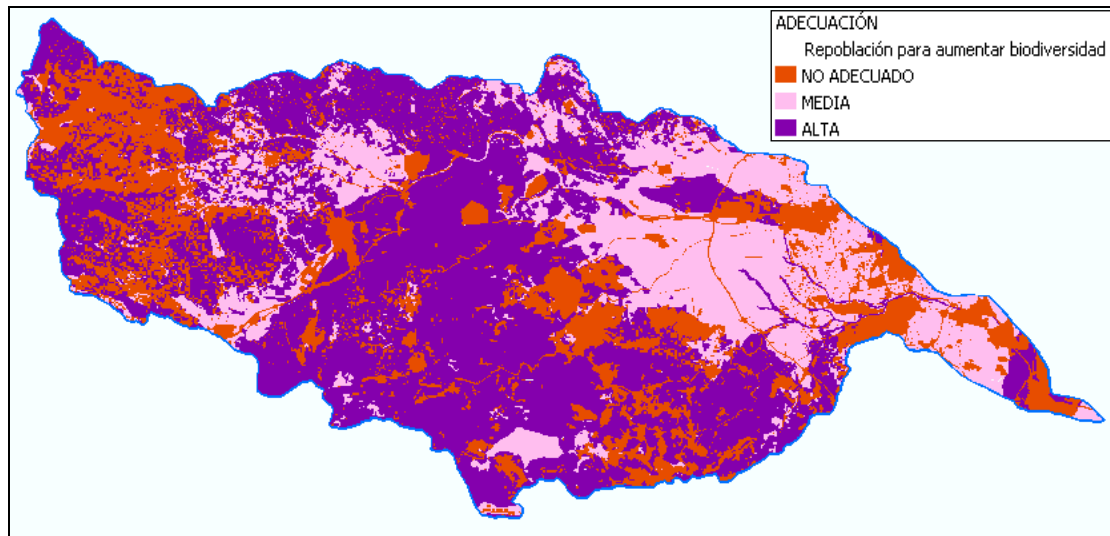 ADECUACIÓN
Repoblación para aumentar biodiversidad
NO ADECUADO
MEDIA
ALTA